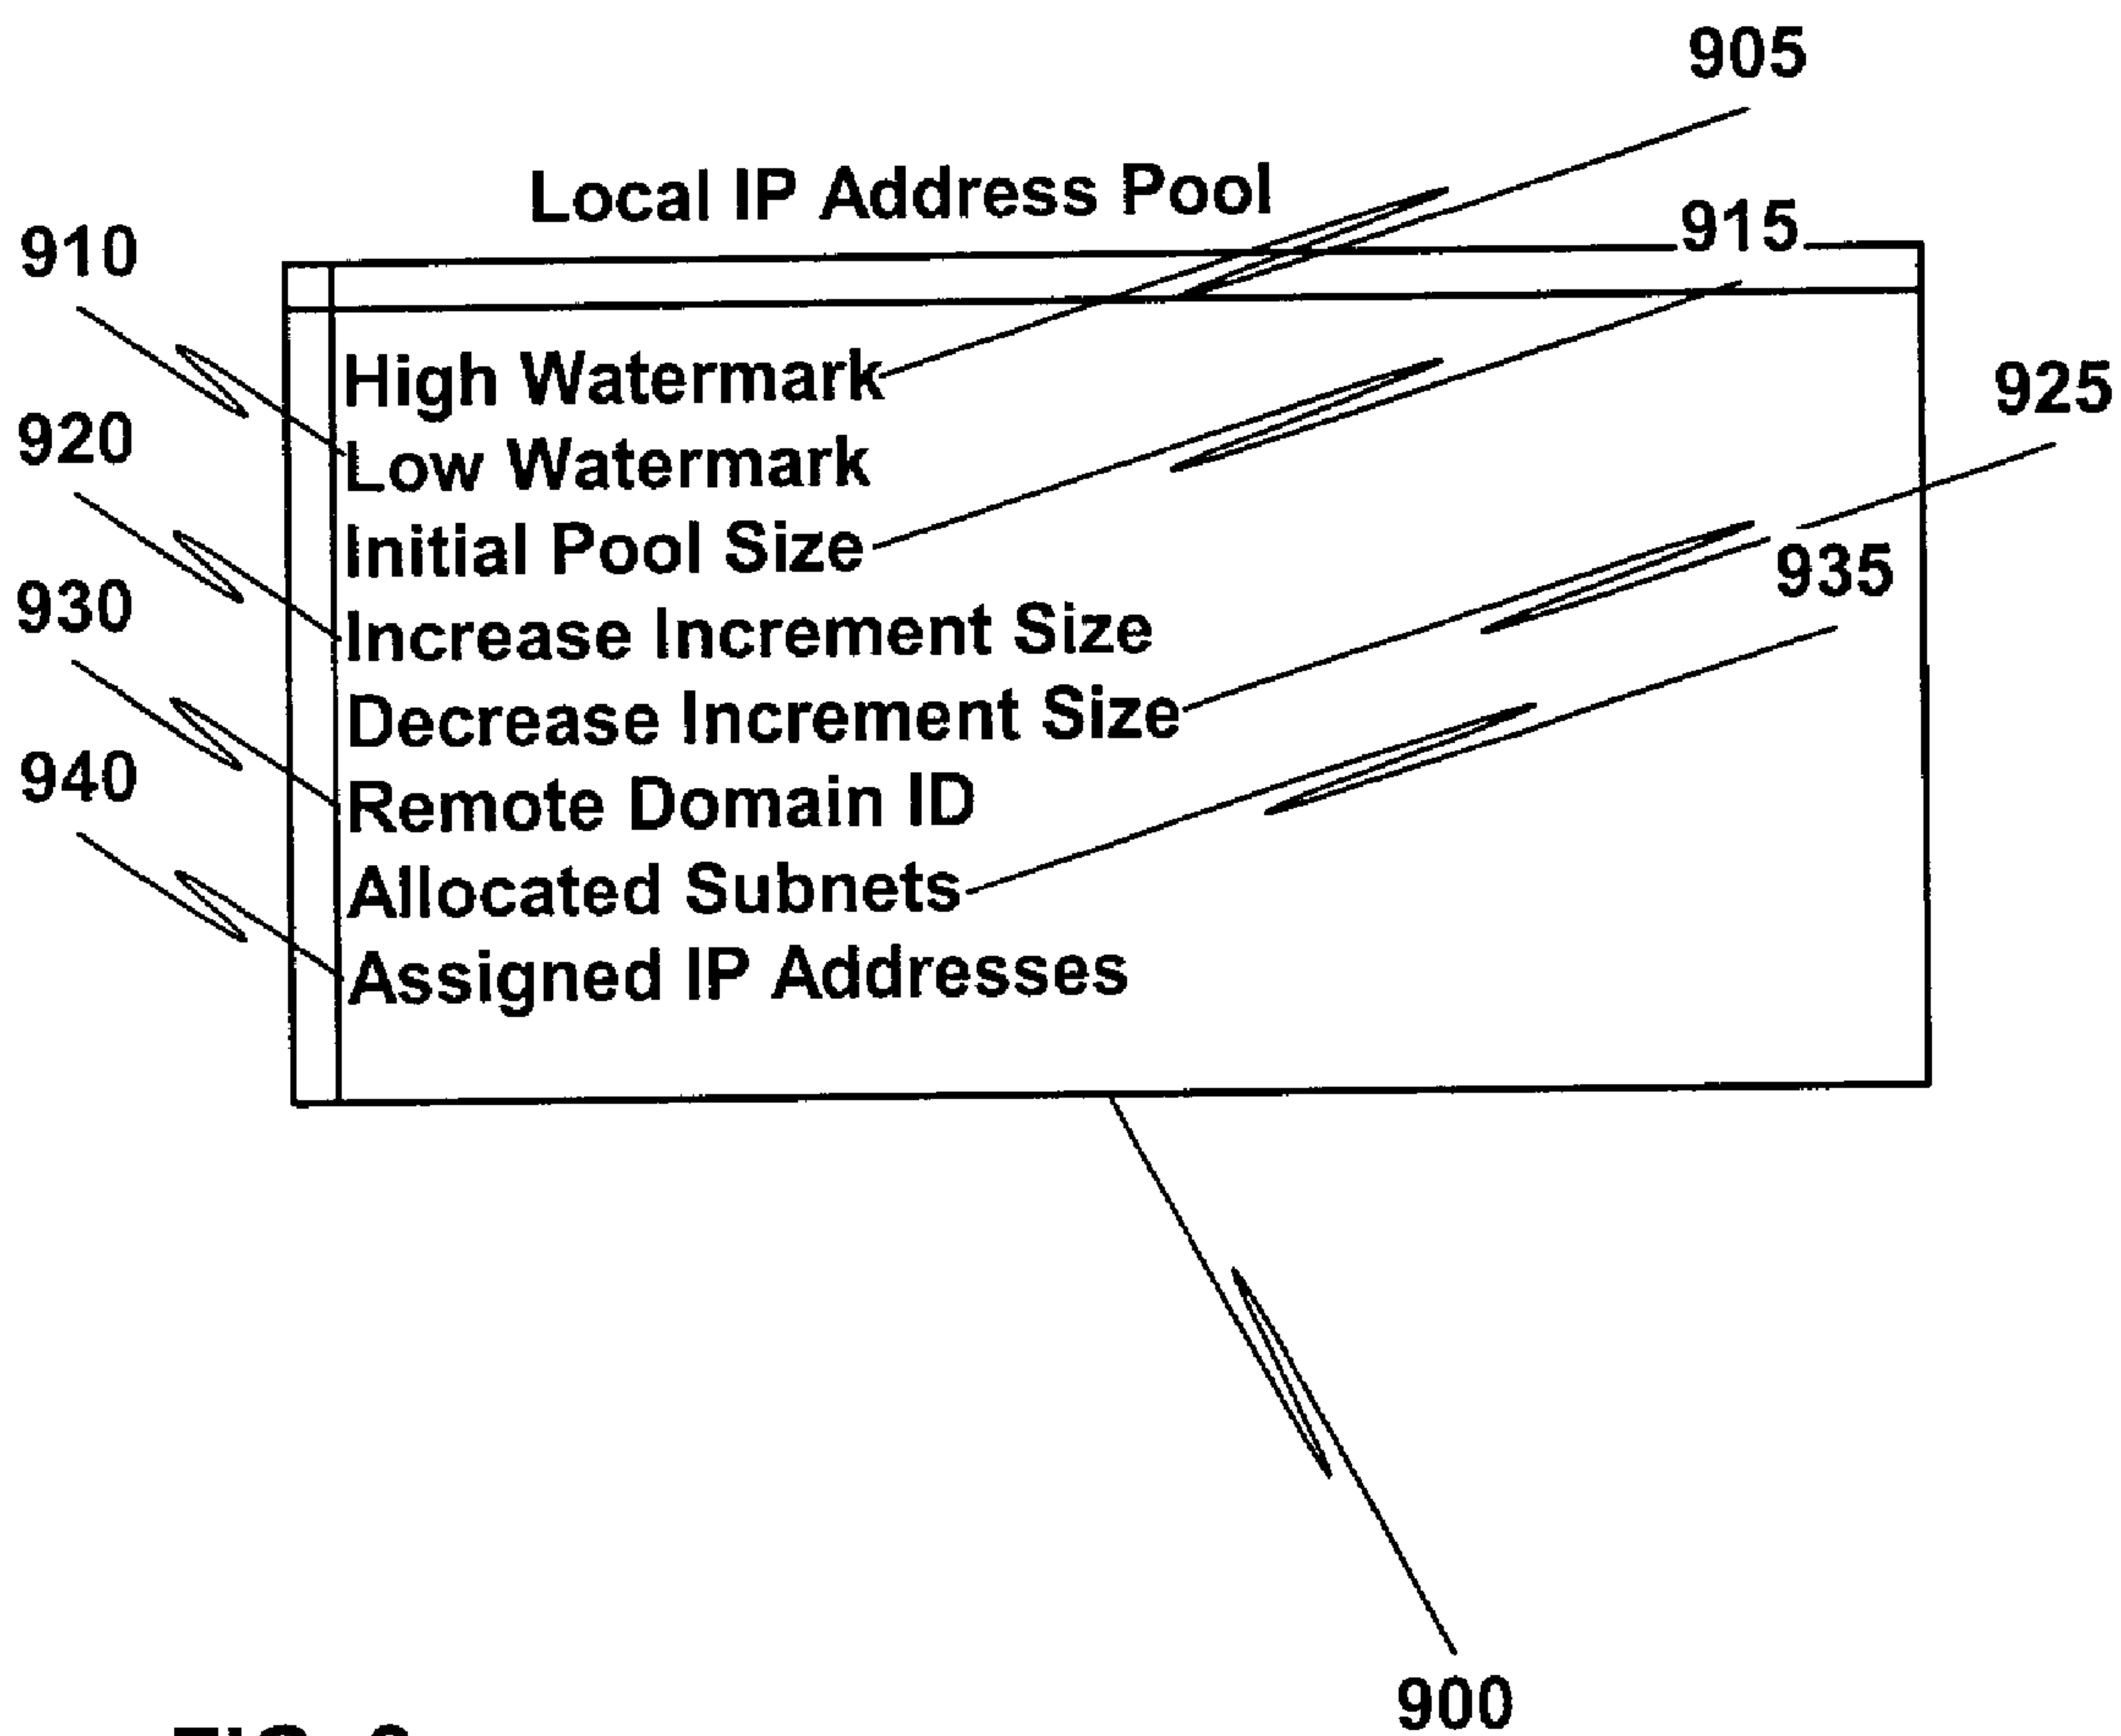 905
Local IP Address Pool
915
910
High Watermark
925
920
Low Watermark
Initial Pool Size
935
930
Increase Increment Size
Decrease Increment Size
940
Remote Domain ID
Allocated Subnets
Assigned IP Addresses
900